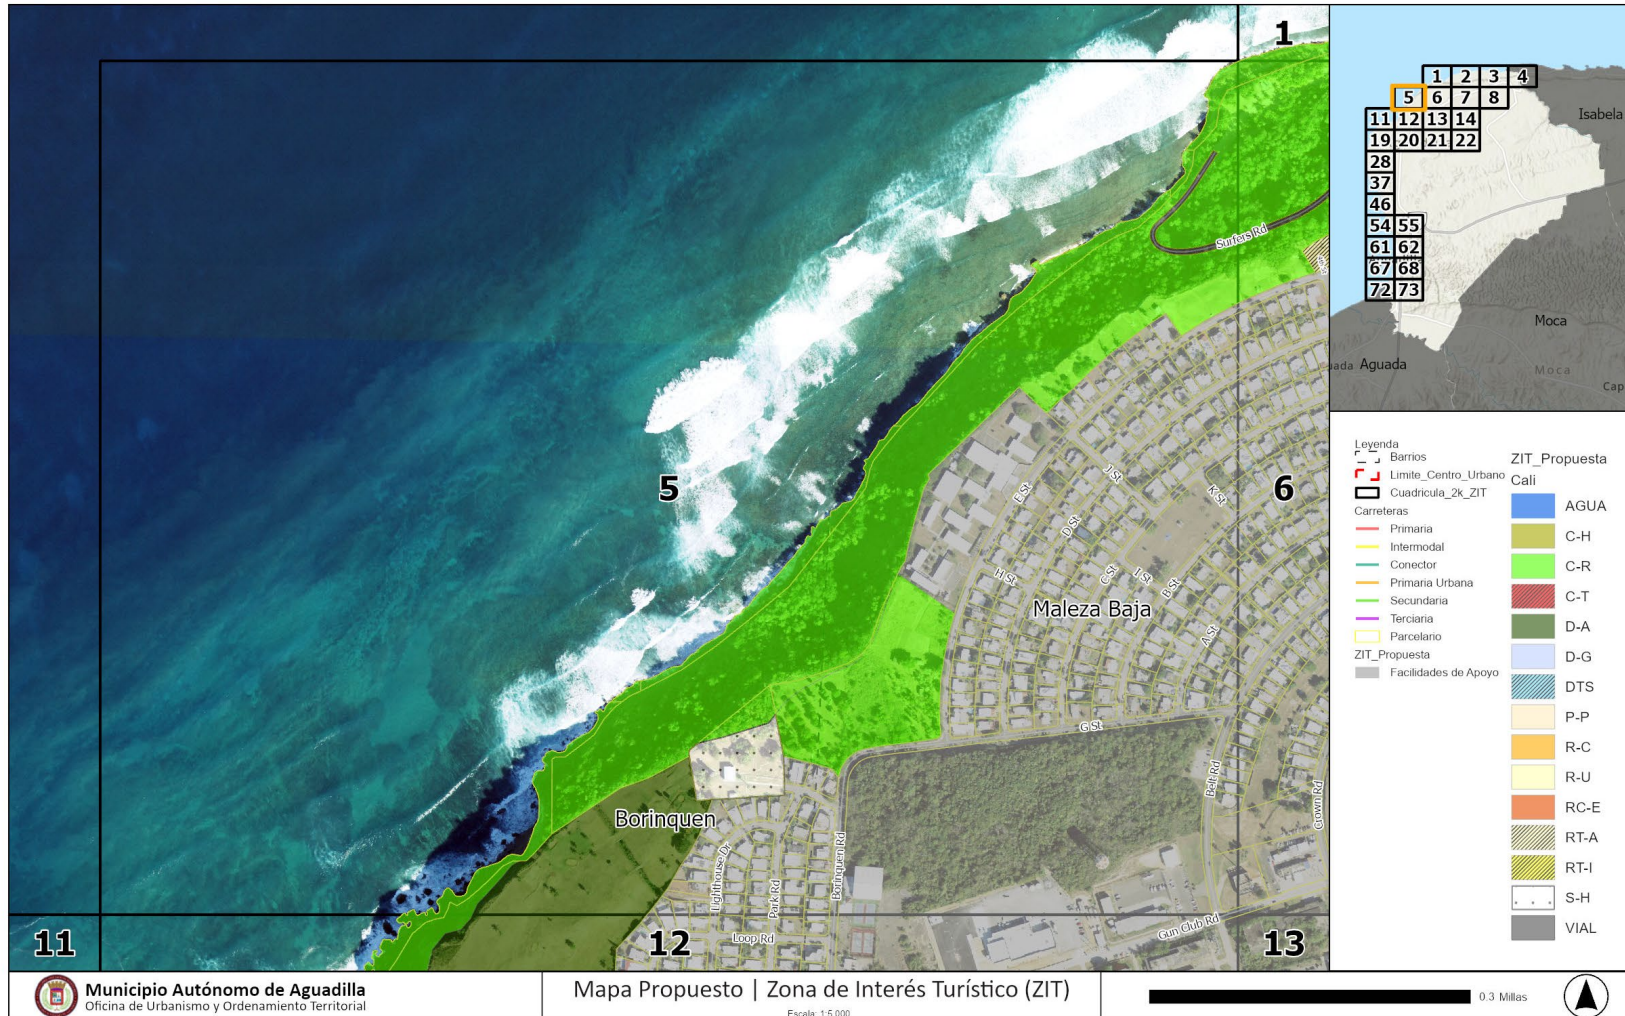 1
5
6
11
12
13
Surfers Rd
E St
J St
K St
D St
H St
C St
I St
B St
A St
Maleza Baja
G St
Belt Rd
Crown Rd
Borinquen
Lighthouse Dr
Park Rd
Borinquen Rd
Loop Rd
Gun Club Rd
1 2 3 4
5 6 7 8
11 12 13 14
19 20 21 22
28
37
46
54 55
61 62
67 68
72 73
Isabela
Moca
Moca
Aguada
uada
Cap
Leyenda
Barrios
Limite_Centro_Urbano
Cuadricula_2k_ZIT
Carreteras
Primaria
Intermodal
Conector
Primaria Urbana
Secundaria
Terciaria
Parcelario
ZIT_Propuesta
Facilidades de Apoyo
ZIT_Propuesta
Cali
AGUA
C-H
C-R
C-T
D-A
D-G
DTS
P-P
R-C
R-U
RC-E
RT-A
RT-I
S-H
VIAL
Municipio Autónomo de Aguadilla
Oficina de Urbanismo y Ordenamiento Territorial
Mapa Propuesto | Zona de Interés Turístico (ZIT)
Escala: 1:5,000
0.3 Millas